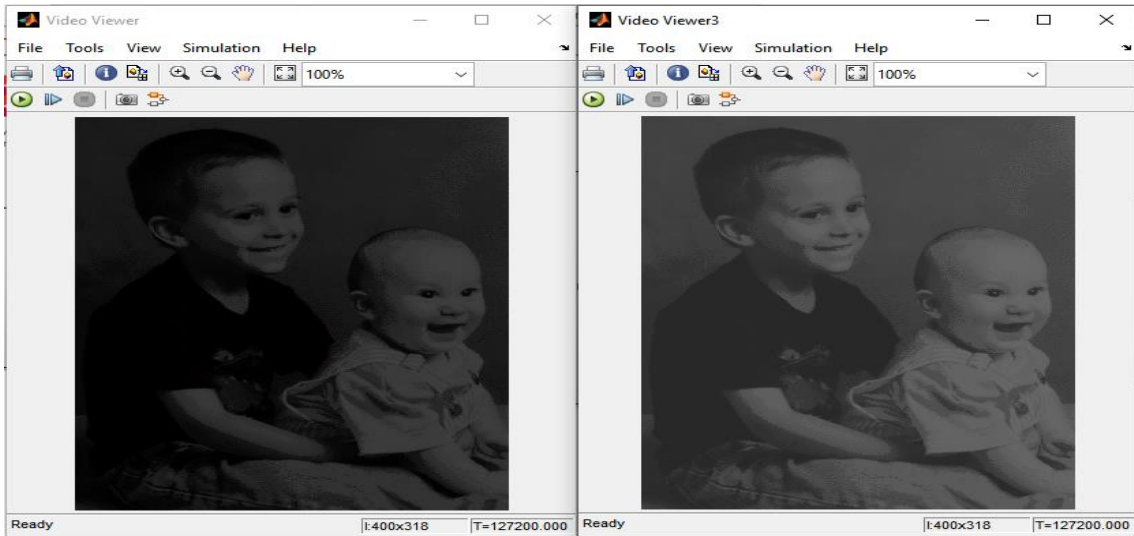 Video Viewer
File Tools View Simulation Help
100%
Ready I:400x318 T=127200.000
Video Viewer3
File Tools View Simulation Help
100%
Ready I:400x318 T=127200.000